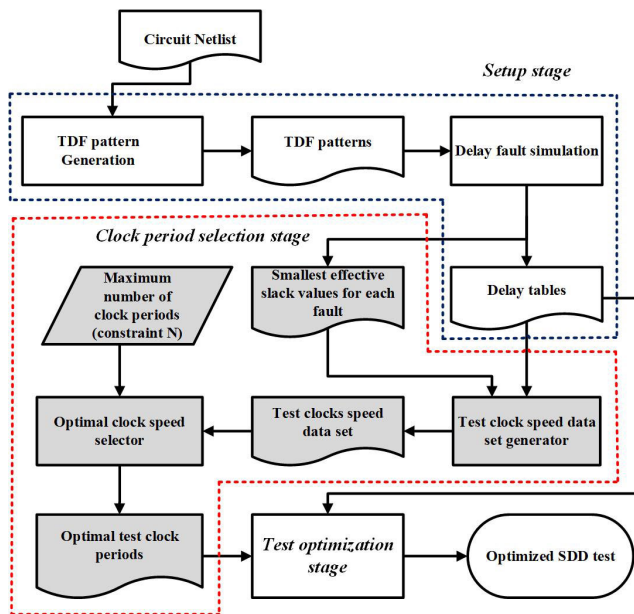 Circuit Netlist
Setup stage
TDF pattern
Generation
TDF patterns
Delay fault simulation
Clock period selection stage
Maximum
number of
clock periods
(constraint N)
Smallest effective
slack values for each
fault
Delay tables
Optimal clock speed
selector
Test clocks speed
data set
Test clock speed data
set generator
Optimal test clock
periods
Test optimization
stage
Optimized SDD test